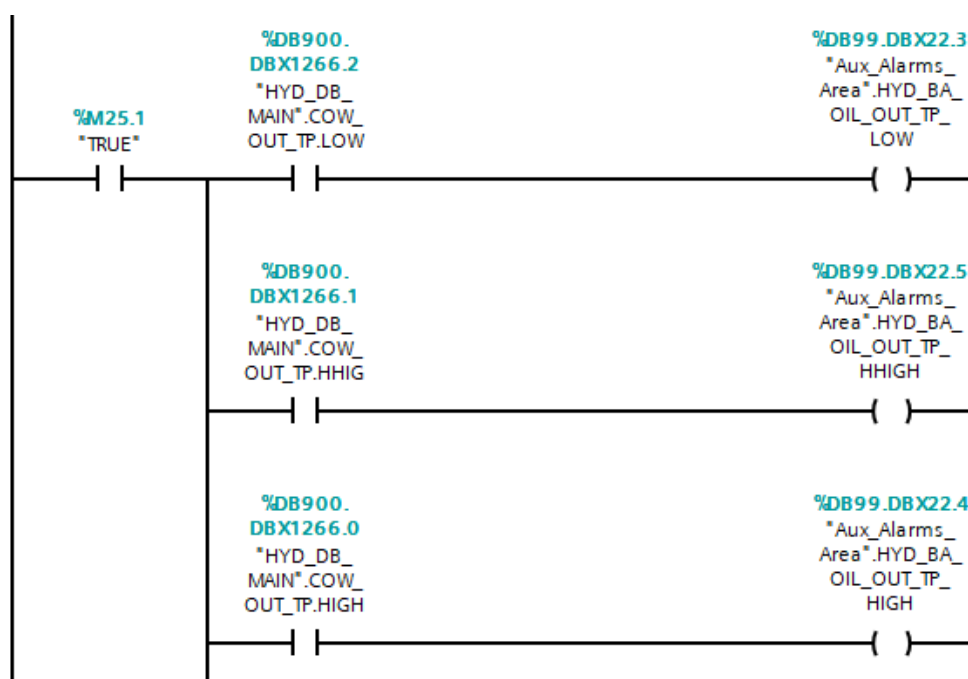 %DB900.
DBX1266.2
"HYD_DB_
MAIN".COW_
OUT_TP.LOW
%DB99.DBX22.3
"Aux_Alarms_
Area".HYD_BA_
OIL_OUT_TP_
LOW
%M25.1
"TRUE"
%DB900.
DBX1266.1
"HYD_DB_
MAIN".COW_
OUT_TP.HHIG
%DB99.DBX22.5
"Aux_Alarms_
Area".HYD_BA_
OIL_OUT_TP_
HHIGH
%DB900.
DBX1266.0
"HYD_DB_
MAIN".COW_
OUT_TP.HIGH
%DB99.DBX22.4
"Aux_Alarms_
Area".HYD_BA_
OIL_OUT_TP_
HIGH